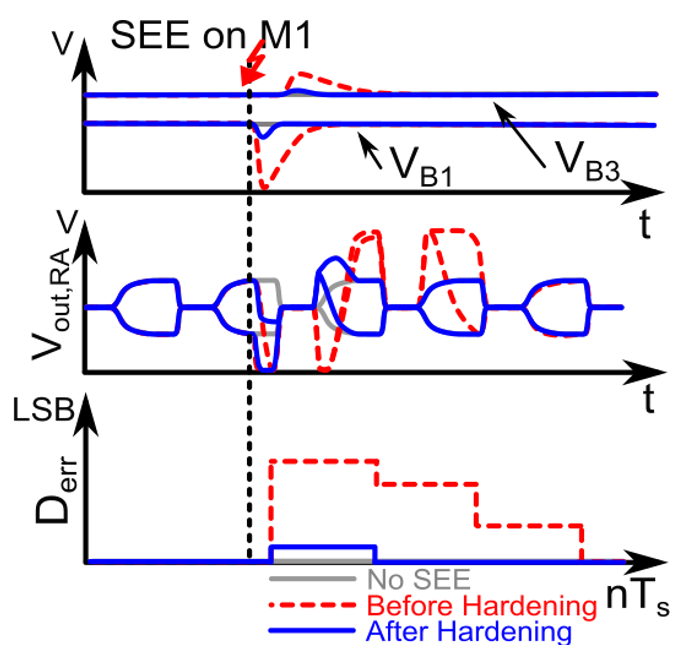 SEE on M1
V
V_B1
V_B3
t
V
V_out,RA
t
LSB
D_err
No SEE
nT_s
Before Hardening
After Hardening